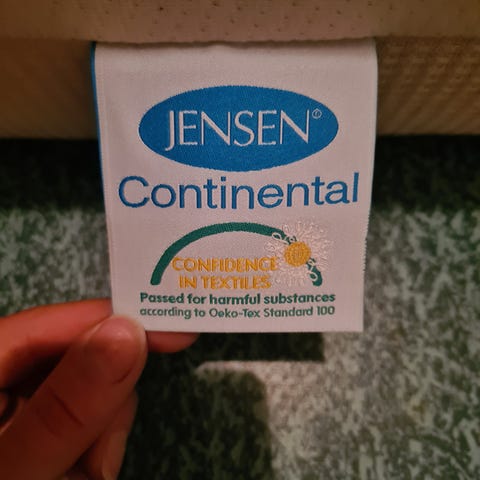 JENSEN®
Continental
CONFIDENCE
IN TEXTILES
Passed for harmful substances
according to Oeko-Tex Standard 100